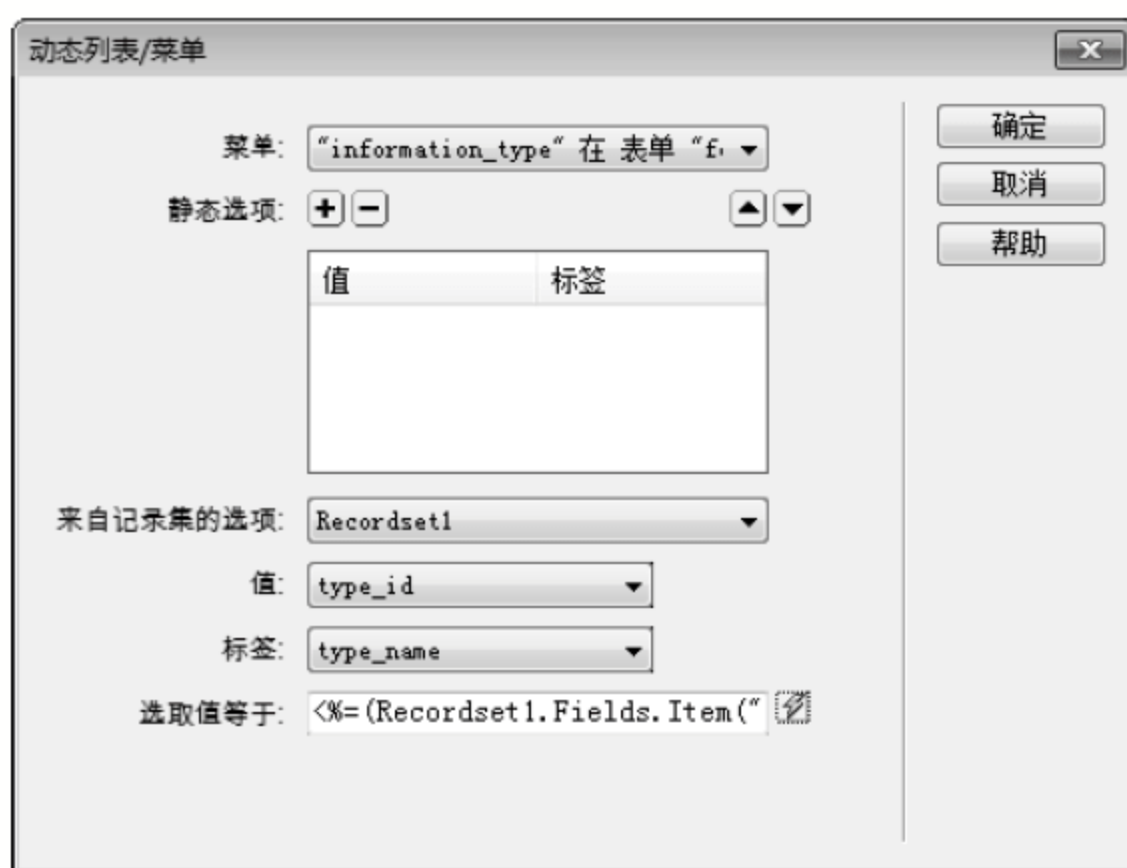 动态列表/菜单
菜单: "information_type" 在 表单 "f
确定
静态选项:
取消
帮助
值 标签
来自记录集的选项: Recordset1
值: type_id
标签: type_name
选取值等于: <%=(Recordset1.Fields.Item("